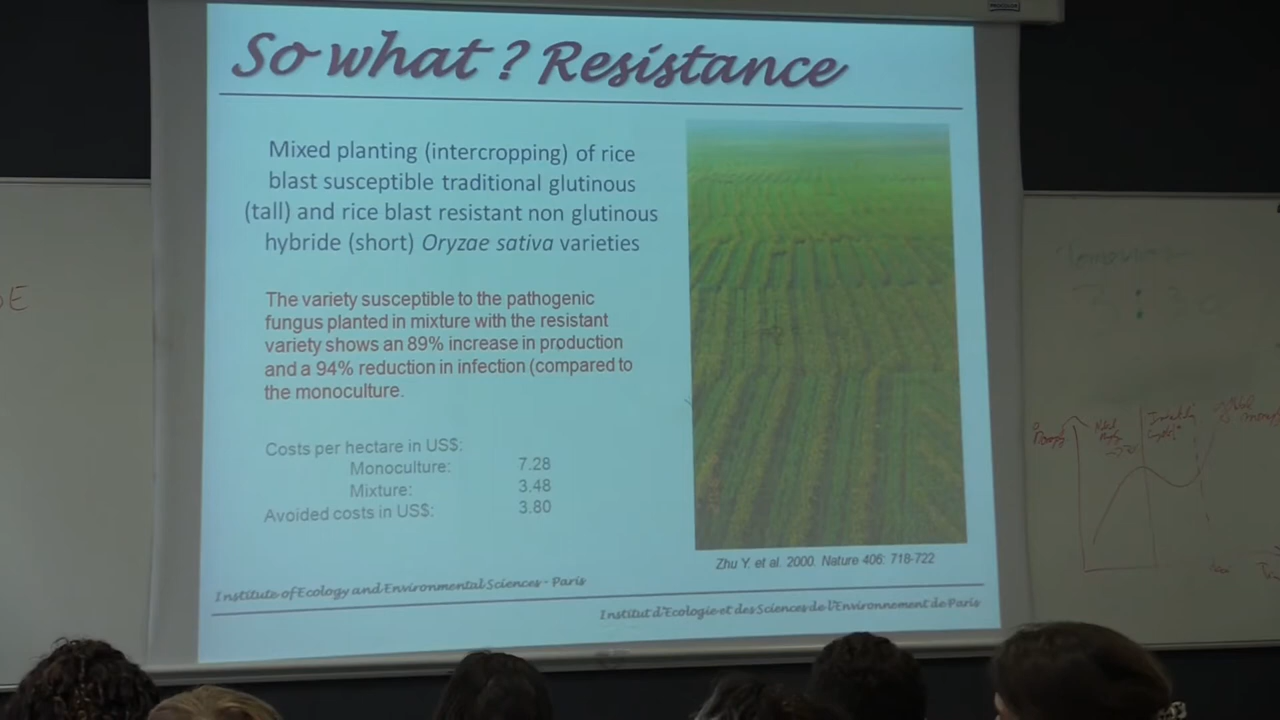 So what ? Resistance
Mixed planting (intercropping) of rice
blast susceptible traditional glutinous
(tall) and rice blast resistant non glutinous
hybride (short) Oryzae sativa varieties
The variety susceptible to the pathogenic
fungus planted in mixture with the resistant
variety shows an 89% increase in production
and a 94% reduction in infection (compared to
the monoculture.
Costs per hectare in US$:
Monoculture: 7.28
Mixture: 3.48
Avoided costs in US$: 3.80
Zhu Y. et al. 2000. Nature 406: 718-722
Institute of Ecology and Environmental Sciences - Paris
Institut d'Ecologie et des Sciences de l'Environnement de Paris